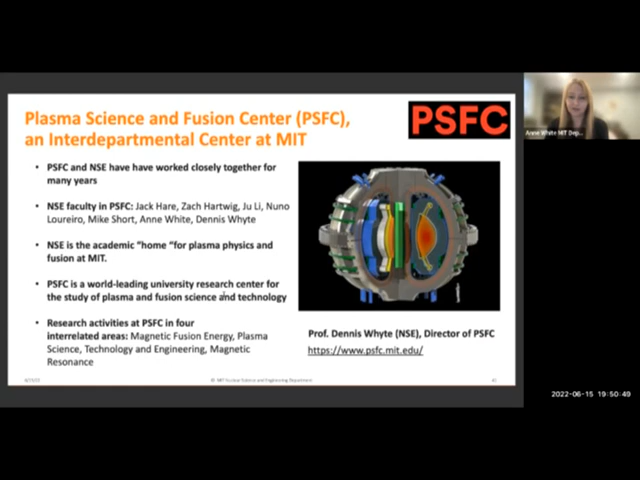 Plasma Science and Fusion Center (PSFC),
an Interdepartmental Center at MIT
PSFC
Anne White MIT Dep...
• PSFC and NSE have have worked closely together for
many years
• NSE faculty in PSFC: Jack Hare, Zach Hartwig, Ju Li, Nuno
Loureiro, Mike Short, Anne White, Dennis Whyte
• NSE is the academic "home "for plasma physics and
fusion at MIT.
• PSFC is a world-leading university research center for
the study of plasma and fusion science and technology
• Research activities at PSFC in four
interrelated areas: Magnetic Fusion Energy, Plasma
Science, Technology and Engineering, Magnetic
Resonance
Prof. Dennis Whyte (NSE), Director of PSFC
https://www.psfc.mit.edu/
© MIT Nuclear Science and Engineering Department
2022-06-15 19:50:49